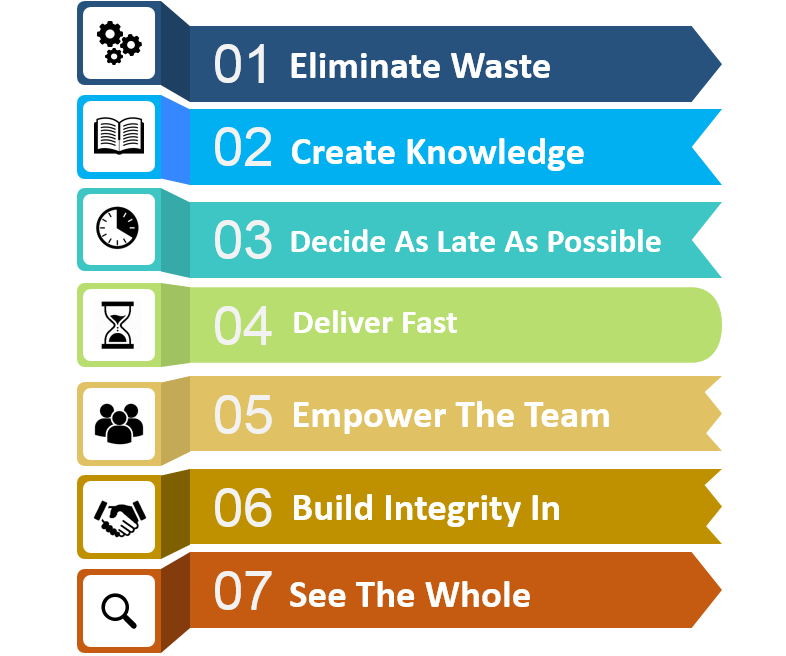 01 Eliminate Waste
02 Create Knowledge
03 Decide As Late As Possible
04 Deliver Fast
05 Empower The Team
06 Build Integrity In
07 See The Whole